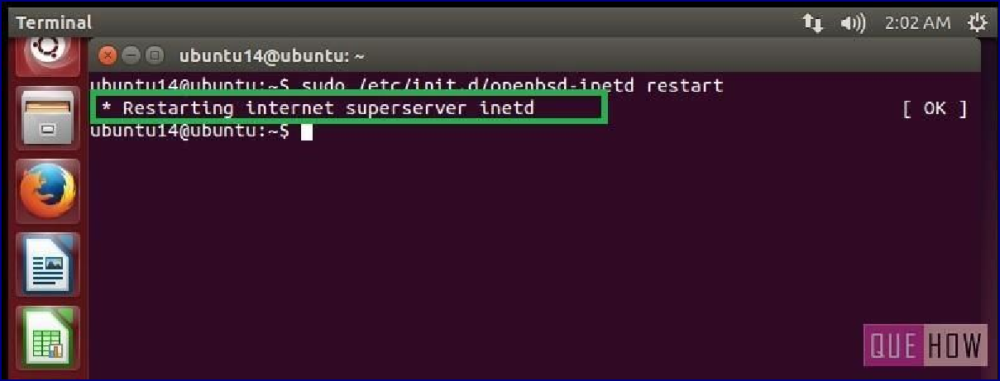 Terminal
2:02 AM
ubuntu14@ubuntu: ~
ubuntu14@ubuntu:~$ sudo /etc/init.d/openbsd-inetd restart
* Restarting internet superserver inetd [ OK ]
ubuntu14@ubuntu:~$
QUE HOW